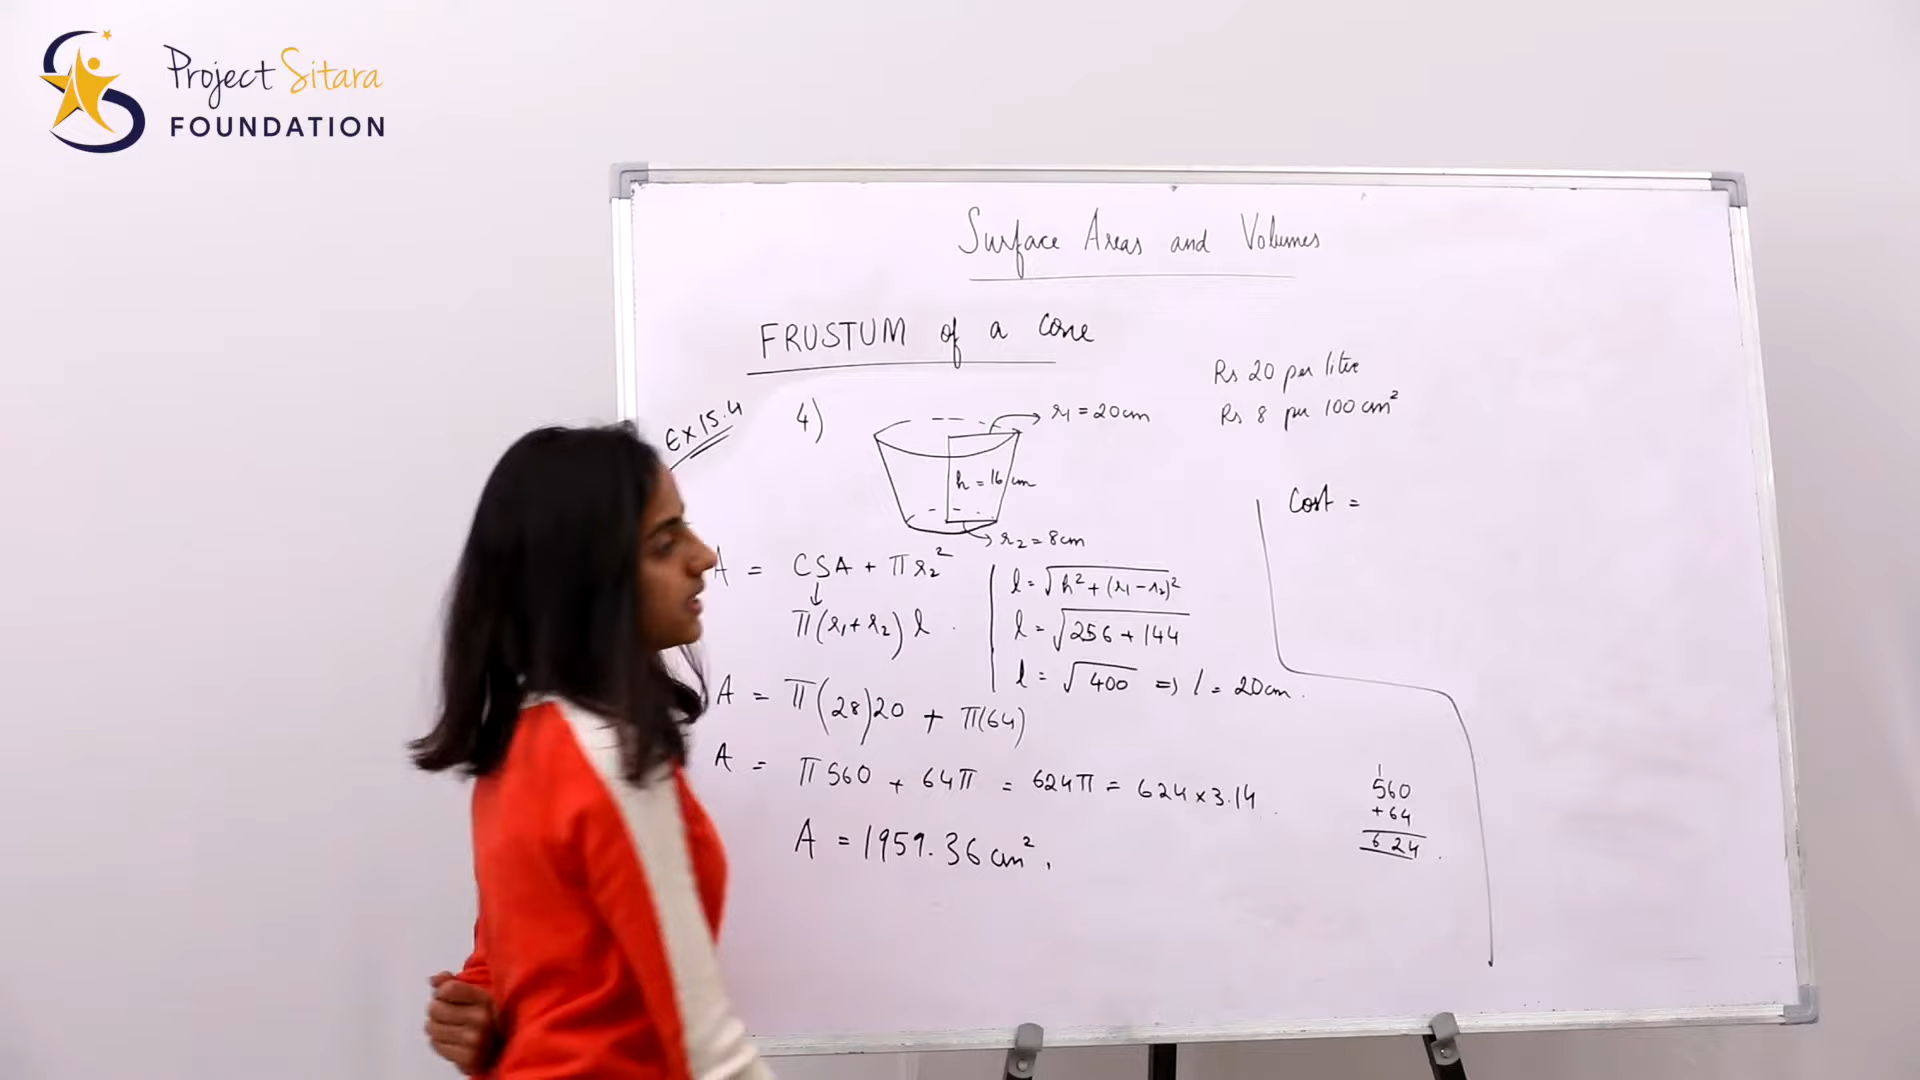 Project Sitara
FOUNDATION
Surface Areas and Volumes
FRUSTUM of a Cone
Ex 15.4
4)
r₁ = 20cm
h = 16cm
r₂ = 8cm
Rs 20 per litre
Rs 8 per 100 cm²
Cost =
A = CSA + πr₂²
π(r₁+r₂) l
l = √h² + (r₁-r₂)²
l = √256 + 144
l = √400 => l = 20cm.
A = π(28)20 + π(64)
A = π560 + 64π = 624π = 624 × 3.14
A = 1959.36 cm².
1
560
+64
624